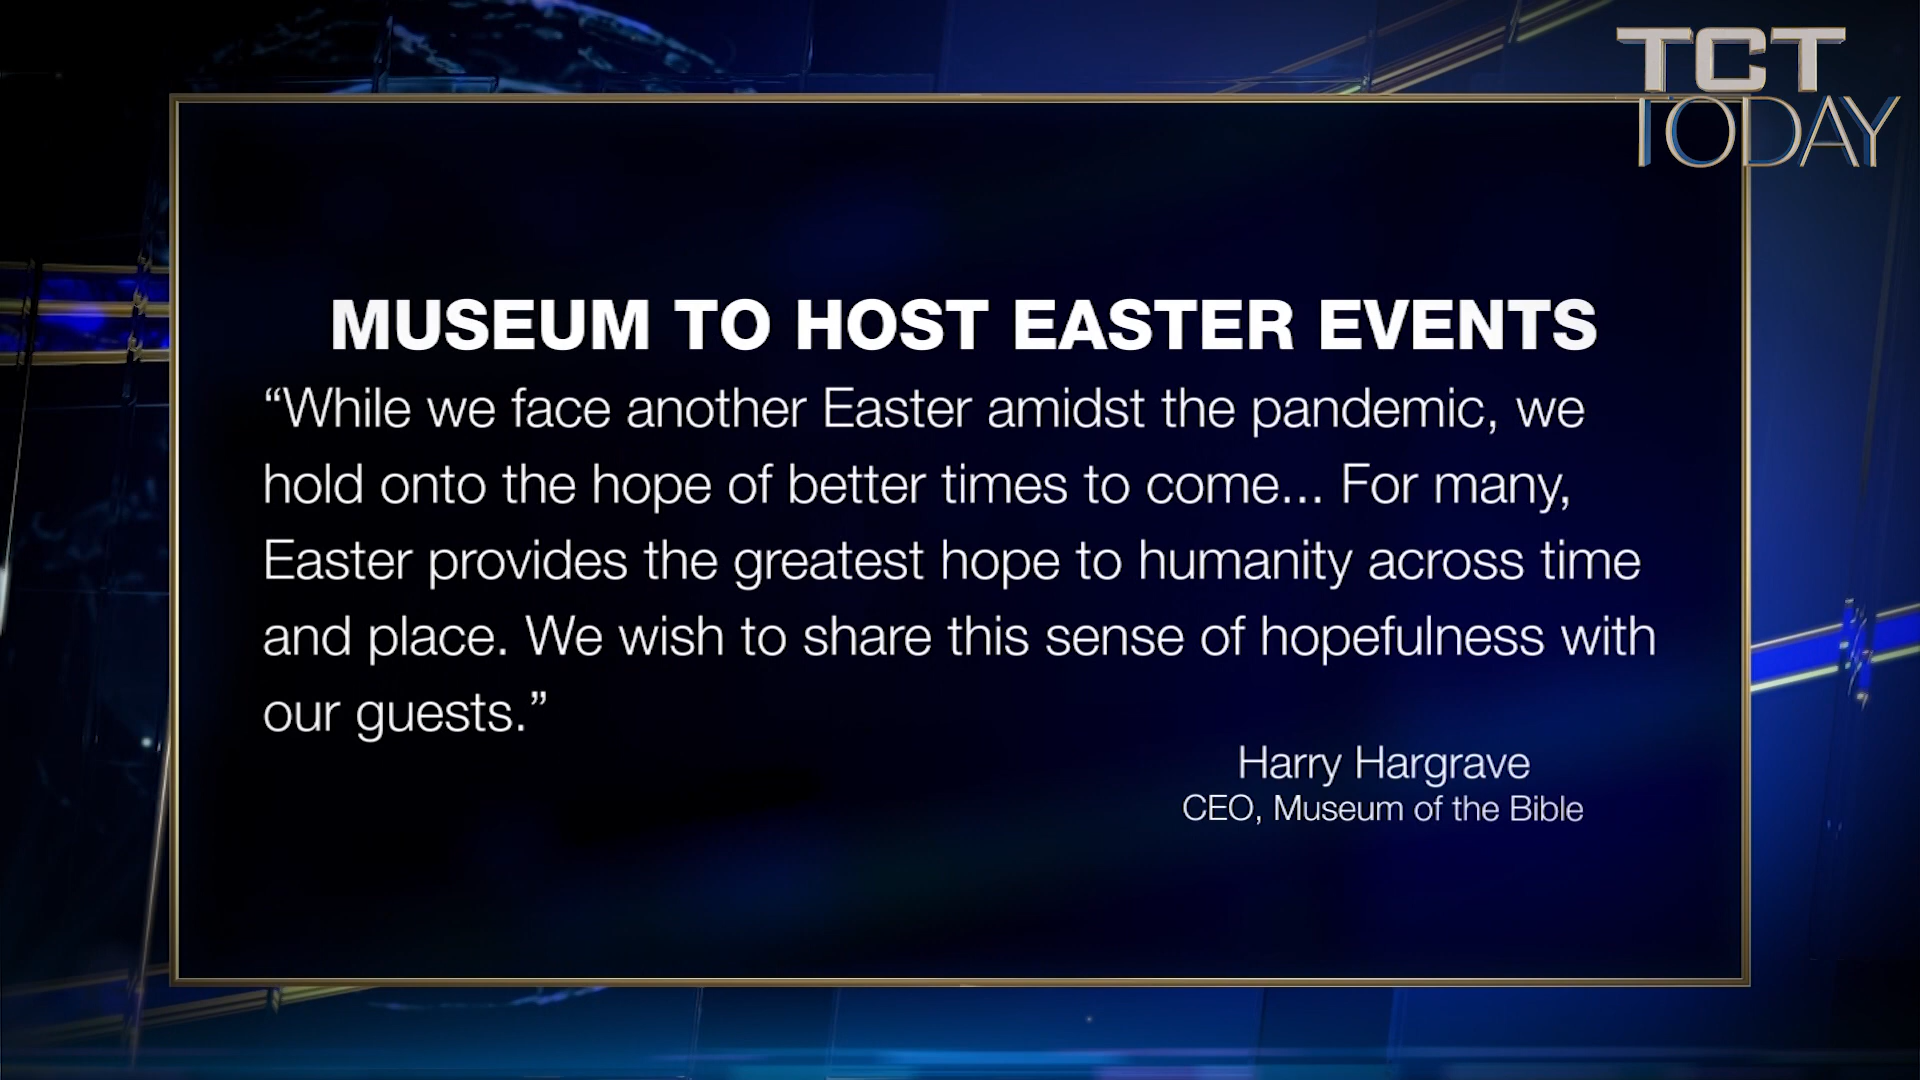 TCT
TODAY
MUSEUM TO HOST EASTER EVENTS
“While we face another Easter amidst the pandemic, we
hold onto the hope of better times to come... For many,
Easter provides the greatest hope to humanity across time
and place. We wish to share this sense of hopefulness with
our guests.”
Harry Hargrave
CEO, Museum of the Bible